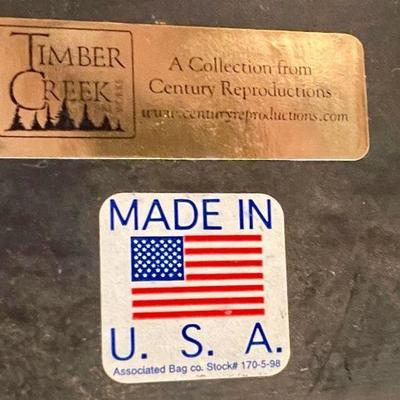 TIMBER
CREEK
A Collection from
Century Reproductions
www.centuryreproductions.com
MADE IN
U. S. A.
Associated Bag co. Stock# 170-5-98